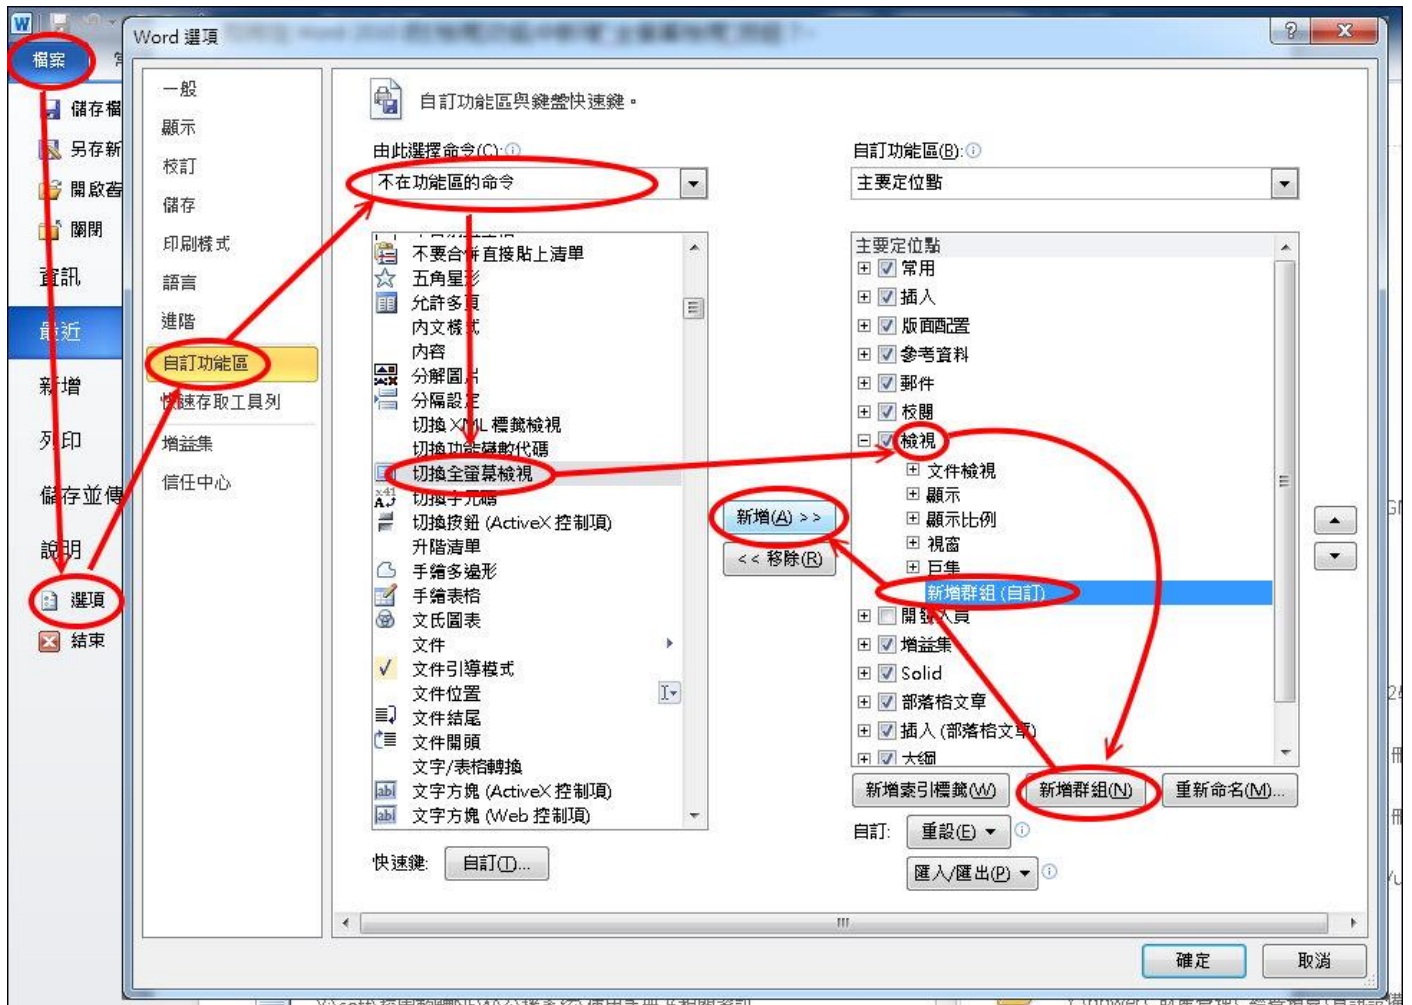 Word 選項
檔案
儲存檔
另存新
開啟舊
關閉
資訊
最近
新增
列印
儲存並傳
說明
選項
結束
一般
顯示
校訂
儲存
印刷樣式
語言
進階
自訂功能區
快速存取工具列
增益集
信任中心
自訂功能區與鍵盤快速鍵。
由此選擇命令(C):
不在功能區的命令
不要合併直接貼上清單
五角星形
允許多頁
內文樣式
內容
分解圖片
分隔設定
切換 XML 標籤檢視
切換功能變數代碼
切換全螢幕檢視
切換字元碼
切換按鈕 (ActiveX 控制項)
升階清單
手繪多邊形
手繪表格
文氏圖表
文件
文件引導模式
文件位置
文件結尾
文件開頭
文字/表格轉換
文字方塊 (ActiveX 控制項)
文字方塊 (Web 控制項)
快速鍵:
自訂(T)...
新增(A) >>
<< 移除(R)
自訂功能區(B):
主要定位點
主要定位點
常用
插入
版面配置
參考資料
郵件
校閱
檢視
文件檢視
顯示
顯示比例
視窗
巨集
新增群組 (自訂)
開發人員
增益集
Solid
部落格文章
插入 (部落格文章)
大綱
新增索引標籤(W)
新增群組(N)
重新命名(M)...
自訂:
重設(E)
匯入/匯出(P)
確定
取消